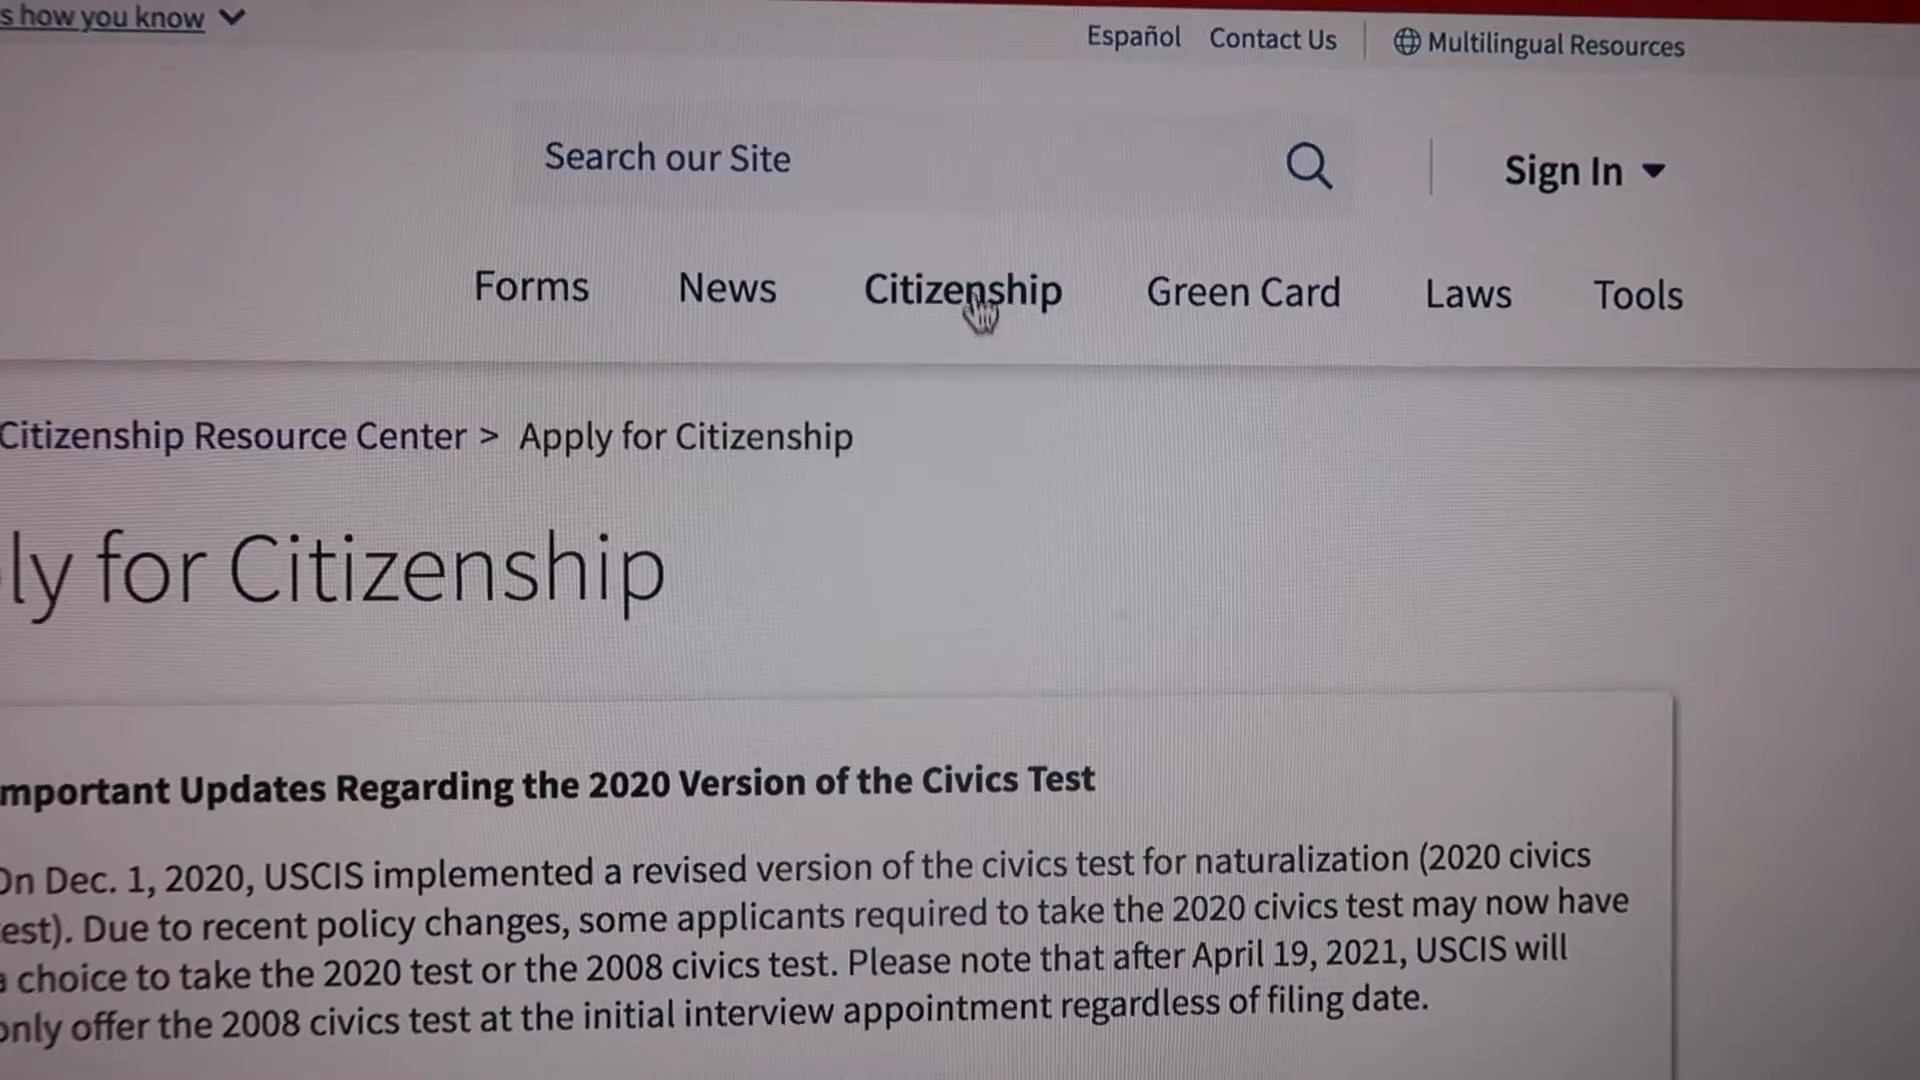 s how you know
Español Contact Us Multilingual Resources
Search our Site
Sign In
Forms News Citizenship Green Card Laws Tools
Citizenship Resource Center > Apply for Citizenship
ly for Citizenship
mportant Updates Regarding the 2020 Version of the Civics Test
On Dec. 1, 2020, USCIS implemented a revised version of the civics test for naturalization (2020 civics
est). Due to recent policy changes, some applicants required to take the 2020 civics test may now have
a choice to take the 2020 test or the 2008 civics test. Please note that after April 19, 2021, USCIS will
only offer the 2008 civics test at the initial interview appointment regardless of filing date.